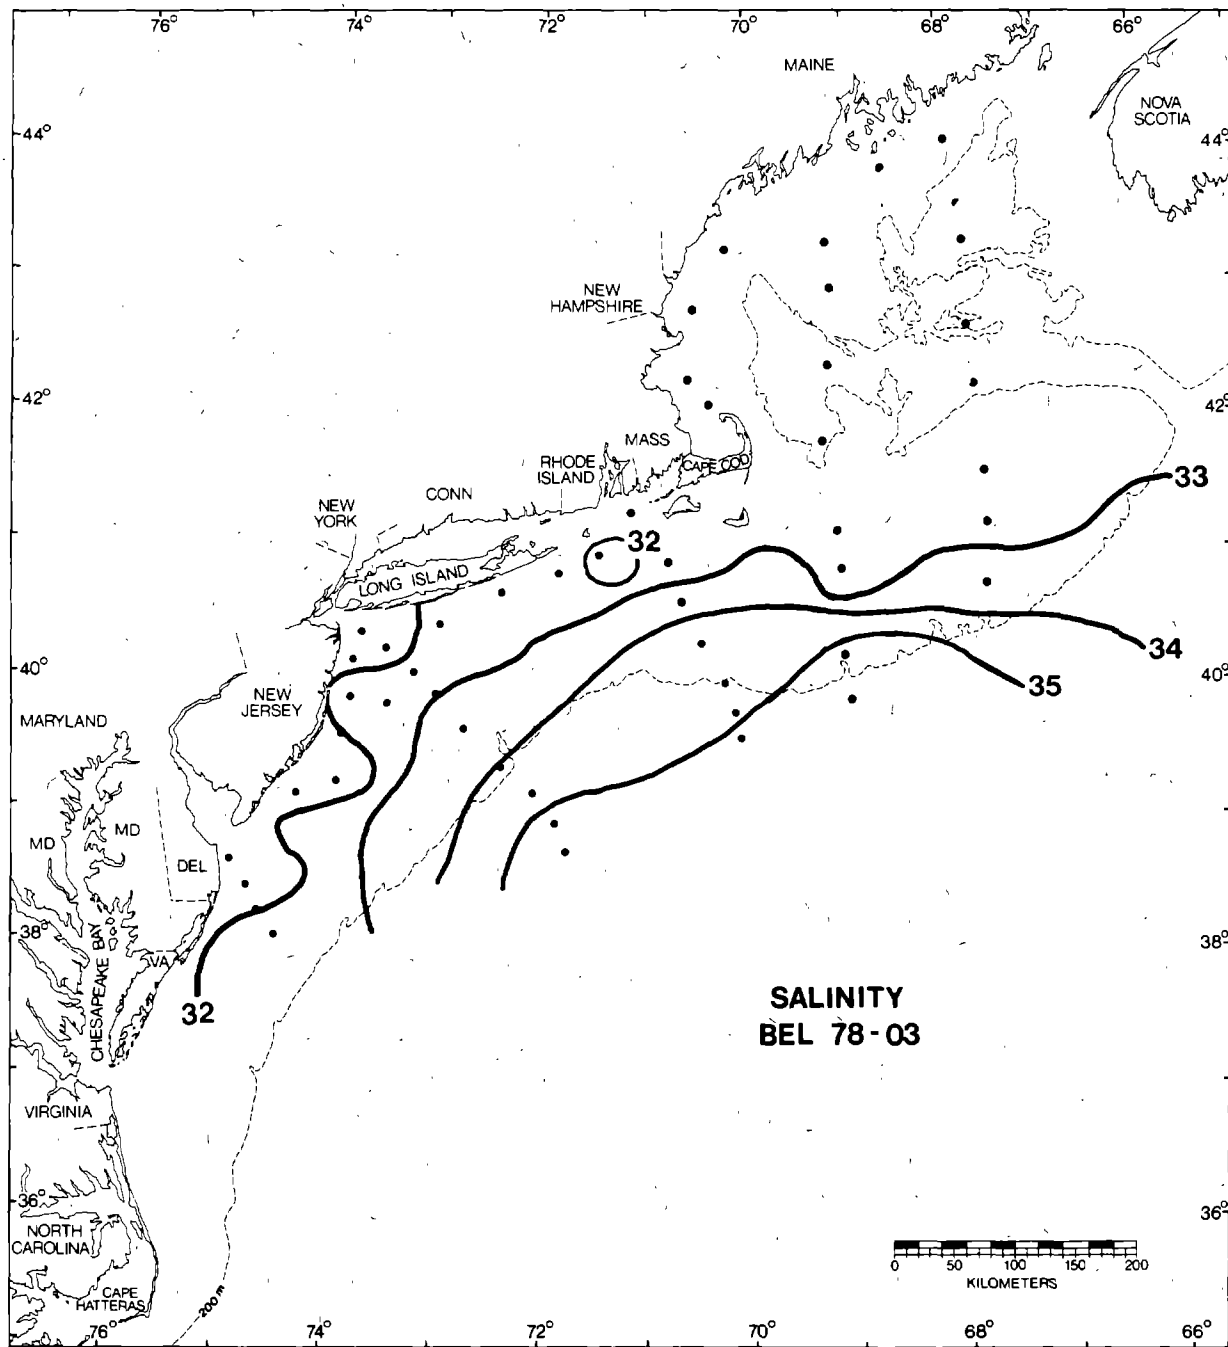 76° 74° 72° 70° 68° 66°
MAINE
NOVA
SCOTIA
44° 44°
NEW
HAMPSHIRE
42° 42°
MASS
RHODE
ISLAND
CAPE COD
CONN
NEW
YORK
33
32
LONG ISLAND
34
40° 40°
35
NEW
JERSEY
MARYLAND
MD
MD
DEL
38° 38°
CHESAPEAKE BAY
VA
32
SALINITY
BEL 78-03
VIRGINIA
36° 36°
NORTH
CAROLINA
CAPE
HATTERAS
200 m
0 50 100 150 200
KILOMETERS
76° 74° 72° 70° 68° 66°